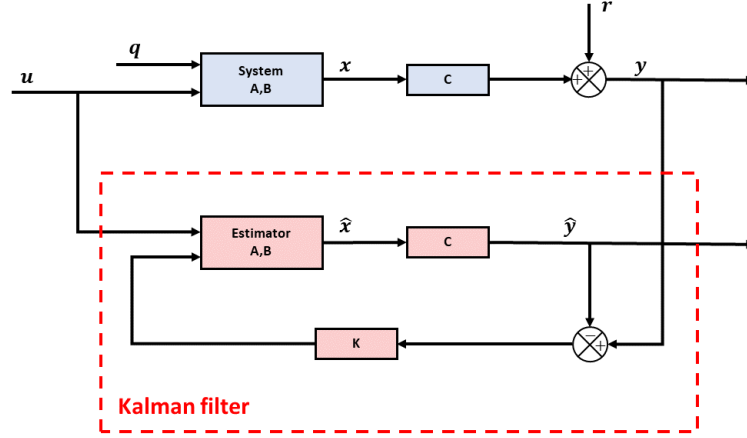 r
q
u
System
A,B
x
C
+
+
y
Estimator
A,B
x̂
C
ŷ
K
−
+
Kalman filter